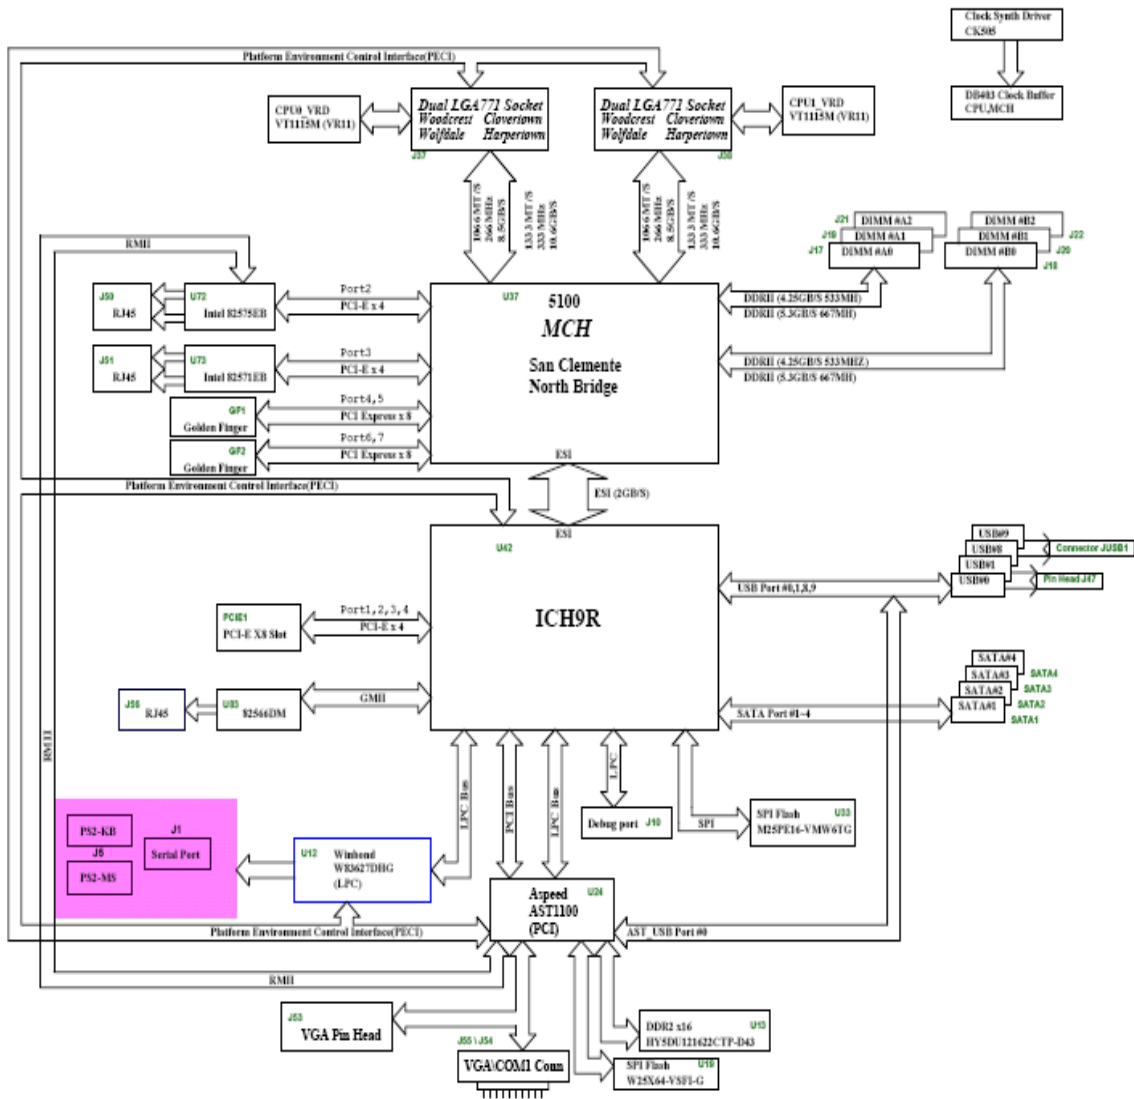 Clock Synth Driver
CK505
Platform Environment Control Interface(PECI)
DB403 Clock Buffer
CPU,MCH
CPU0_VRD
VT1115M (VR11)
Dual LGA771 Socket
Woodcrest Clovertown
Wolfdale Harpertown
J37
Dual LGA771 Socket
Woodcrest Clovertown
Wolfdale Harpertown
J38
CPU1_VRD
VT1115M (VR11)
1066 MT/S
266 MHz
8.5GB/S
1333 MT/S
333 MHz
10.6GB/S
1066 MT/S
266 MHz
8.5GB/S
1333 MT/S
333 MHz
10.6GB/S
J21
DIMM #A2
J19
DIMM #A1
J17
DIMM #A0
DIMM #B2
DIMM #B1
J22
DIMM #B0
J20
J18
RMII
J50
RJ45
U72
Intel 82575EB
Port2
PCI-E x 4
U37
5100
MCH
San Clemente
North Bridge
DDRII (4.25GB/S 533MH)
DDRII (5.3GB/S 667MH)
J51
RJ45
U73
Intel 82571EB
Port3
PCI-E x 4
DDRII (4.25GB/S 533MHZ)
DDRII (5.3GB/S 667MH)
GF1
Golden Finger
Port4,5
PCI Express x 8
GF2
Golden Finger
Port6,7
PCI Express x 8
ESI
Platform Environment Control Interface(PECI)
ESI (2GB/S)
ESI
U42
ICH9R
USB#9
USB#8
USB#1
USB#0
Connector JUSB1
Pin Head J47
USB Port #0,1,8,9
PCIE1
PCI-E X8 Slot
Port1,2,3,4
PCI-E x 4
SATA#4
SATA#3
SATA#2
SATA#1
SATA4
SATA3
SATA2
SATA1
J56
RJ45
U83
82566DM
GMII
SATA Port #1~4
RMII
LPC Bus
PCI Bus
LPC Bus
LPC
SPI
Debug port J10
SPI Flash U33
M25PE16-VMW6TG
PS2-KB
J1
Serial Port
J5
PS2-MS
U12
Winbond
W83627DHG
(LPC)
Aspeed U24
AST1100
(PCI)
Platform Environment Control Interface(PECI)
AST_USB Port #0
RMII
J53
VGA Pin Head
J55 \ J54
VGA\COM1 Conn
DDR2 x16 U13
HY5DU121622CTP-D43
SPI Flash U19
W25X64-VSFI-G